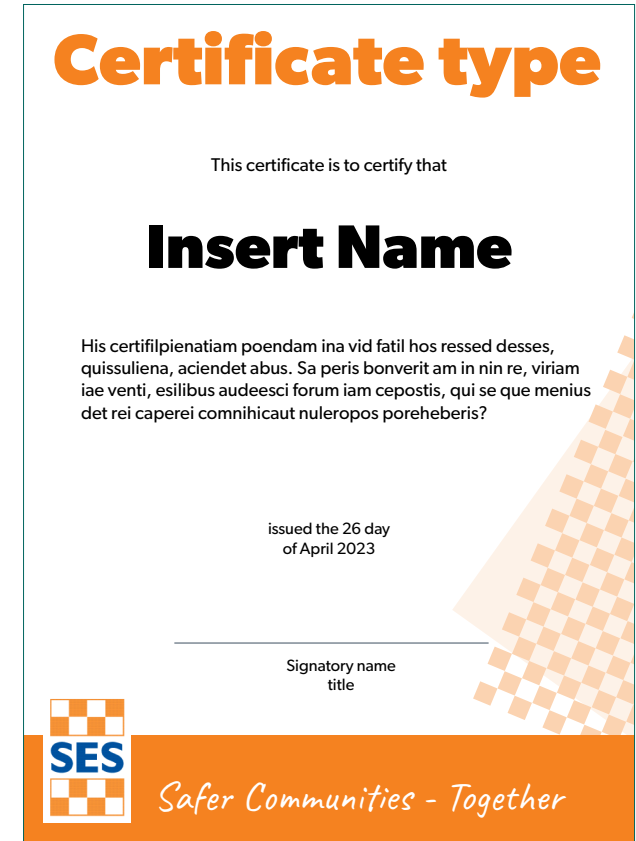 Certificate type
This certificate is to certify that
Insert Name
His certifilpienatiam poendam ina vid fatil hos ressed desses,
quissuliena, aciendet abus. Sa peris bonverit am in nin re, viriam
iae venti, esilibus audeesci forum iam cepostis, qui se que menius
det rei caperei comnihicaut nuleropos poreheberis?
issued the 26 day
of April 2023
Signatory name
title
SES
Safer Communities - Together